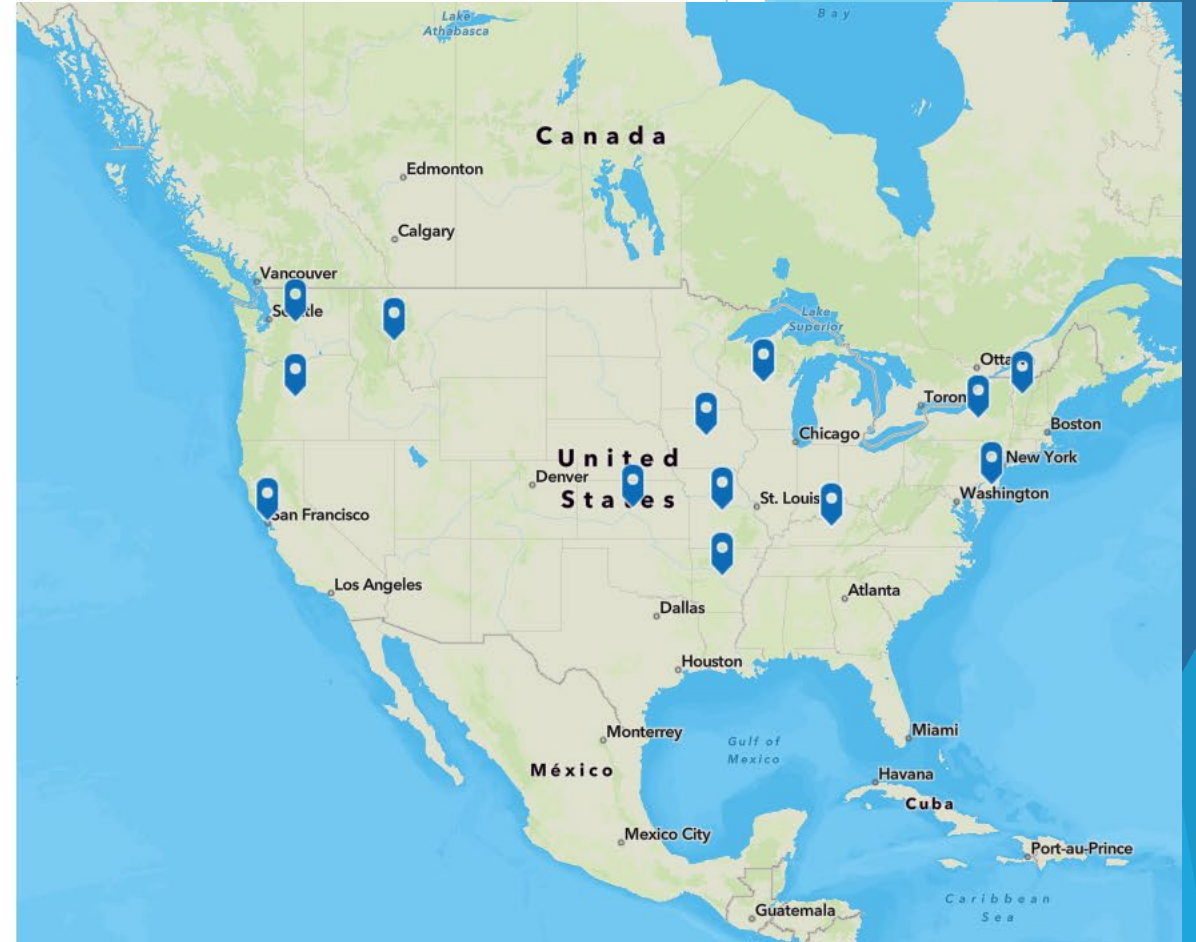 Lake
Athabasca
Bay
Canada
Edmonton
Calgary
Vancouver
Lake
Superior
Toron
Boston
Chicago
United
New York
Denver
Washington
St. Louis
San Francisco
Los Angeles
Atlanta
Dallas
Houston
Monterrey
Gulf of
Mexico
Miami
México
Havana
Cuba
Mexico City
Port-au-Prince
Caribbean
Sea
Guatemala